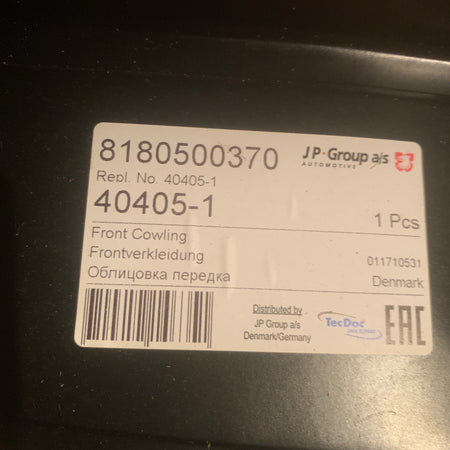 8180500370
JP Group a/s
AUTOMOTIVE
Repl. No. 40405-1
40405-1
1 Pcs
Front Cowling
Frontverkleidung
011710531
Облицовка передка
Denmark
Distributed by
JP Group a/s
Denmark/Germany
TecDoc
EAC